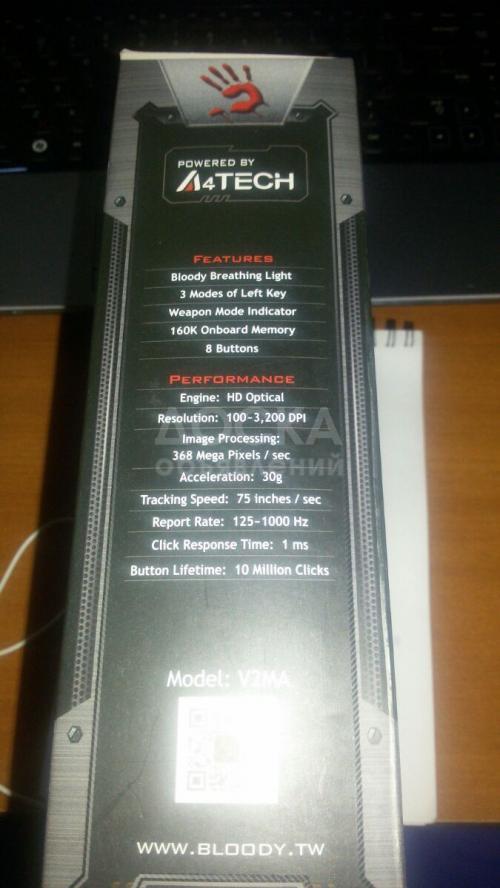 POWERED BY
A4TECH
FEATURES
Bloody Breathing Light
3 Modes of Left Key
Weapon Mode Indicator
160K Onboard Memory
8 Buttons
PERFORMANCE
Engine: HD Optical
Resolution: 100-3,200 DPI
Image Processing:
368 Mega Pixels / sec
Acceleration: 30g
Tracking Speed: 75 inches / sec
Report Rate: 125-1000 Hz
Click Response Time: 1 ms
Button Lifetime: 10 Million Clicks
ДОСКА
объявлений
Model: V2MA
WWW.BLOODY.TW